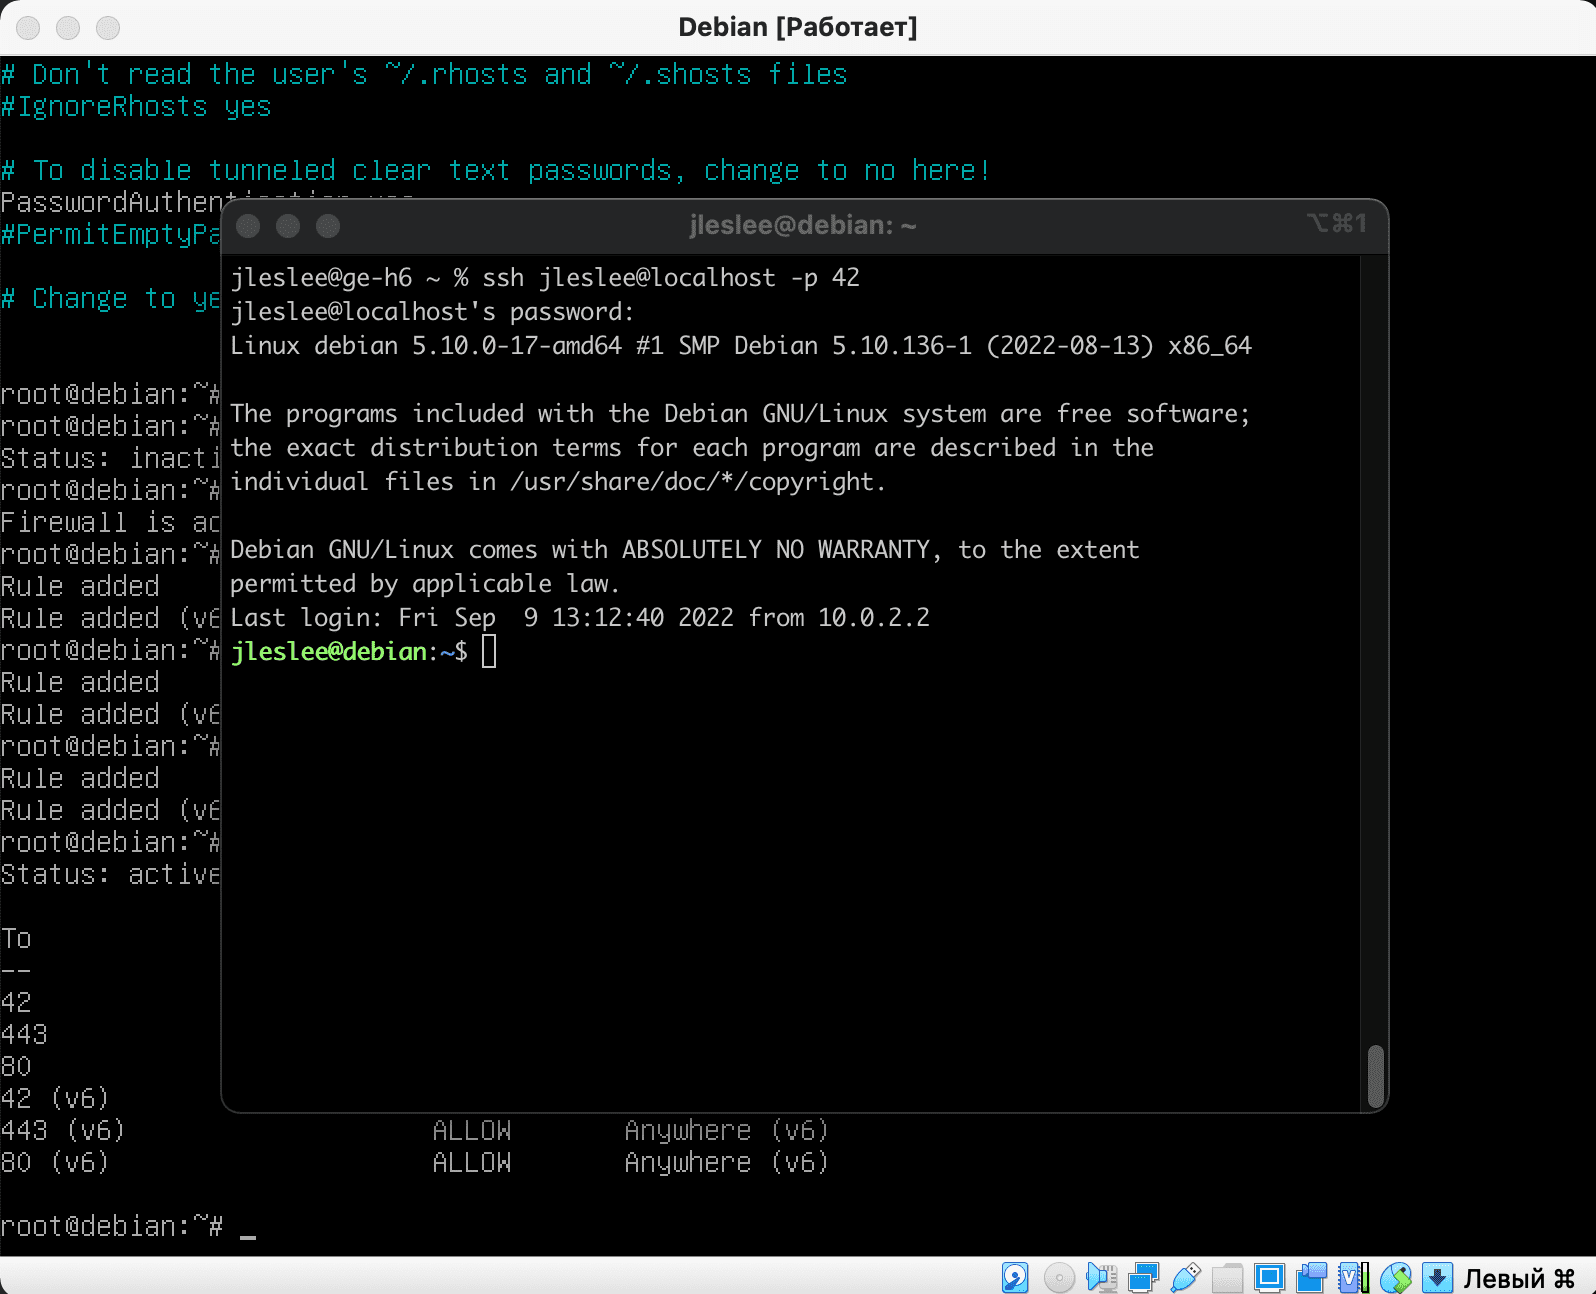 Debian [Работает]
# Don't read the user's ~/.rhosts and ~/.shosts files
#IgnoreRhosts yes
# To disable tunneled clear text passwords, change to no here!
PasswordAuthentication yes
#PermitEmptyPa
# Change to ye
root@debian:~#
root@debian:~#
Status: inacti
root@debian:~#
Firewall is ac
root@debian:~#
Rule added
Rule added (v6
root@debian:~#
Rule added
Rule added (v6
root@debian:~#
Rule added
Rule added (v6
root@debian:~#
Status: active
To
--
42
443
80
42 (v6)
443 (v6) ALLOW Anywhere (v6)
80 (v6) ALLOW Anywhere (v6)
root@debian:~# _
jleslee@debian: ~ ⌥⌘1
jleslee@ge-h6 ~ % ssh jleslee@localhost -p 42
jleslee@localhost's password:
Linux debian 5.10.0-17-amd64 #1 SMP Debian 5.10.136-1 (2022-08-13) x86_64
The programs included with the Debian GNU/Linux system are free software;
the exact distribution terms for each program are described in the
individual files in /usr/share/doc/*/copyright.
Debian GNU/Linux comes with ABSOLUTELY NO WARRANTY, to the extent
permitted by applicable law.
Last login: Fri Sep  9 13:12:40 2022 from 10.0.2.2
jleslee@debian:~$
Левый ⌘